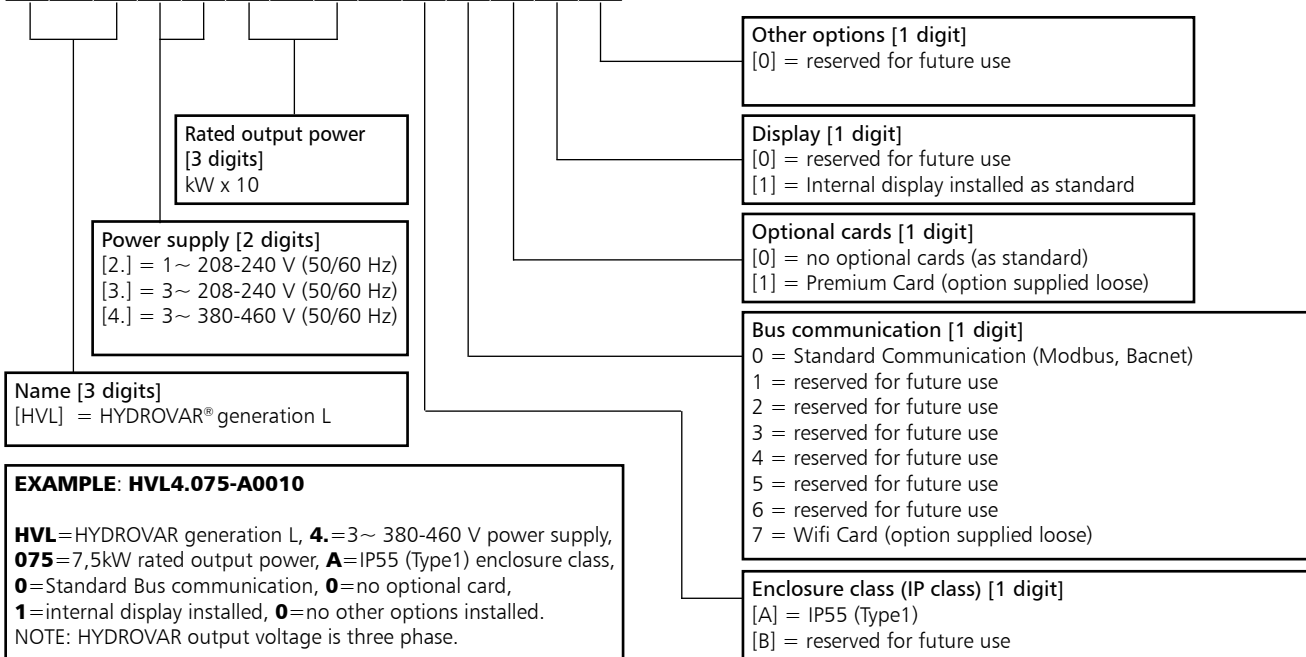 Other options [1 digit]
[0] = reserved for future use
Rated output power
[3 digits]
kW x 10
Display [1 digit]
[0] = reserved for future use
[1] = Internal display installed as standard
Power supply [2 digits]
[2.] = 1~ 208-240 V (50/60 Hz)
[3.] = 3~ 208-240 V (50/60 Hz)
[4.] = 3~ 380-460 V (50/60 Hz)
Optional cards [1 digit]
[0] = no optional cards (as standard)
[1] = Premium Card (option supplied loose)
Bus communication [1 digit]
0 = Standard Communication (Modbus, Bacnet)
1 = reserved for future use
2 = reserved for future use
3 = reserved for future use
4 = reserved for future use
5 = reserved for future use
6 = reserved for future use
7 = Wifi Card (option supplied loose)
Name [3 digits]
[HVL] = HYDROVAR® generation L
EXAMPLE: HVL4.075-A0010
HVL=HYDROVAR generation L, 4.=3~ 380-460 V power supply,
075=7,5kW rated output power, A=IP55 (Type1) enclosure class,
0=Standard Bus communication, 0=no optional card,
1=internal display installed, 0=no other options installed.
NOTE: HYDROVAR output voltage is three phase.
Enclosure class (IP class) [1 digit]
[A] = IP55 (Type1)
[B] = reserved for future use